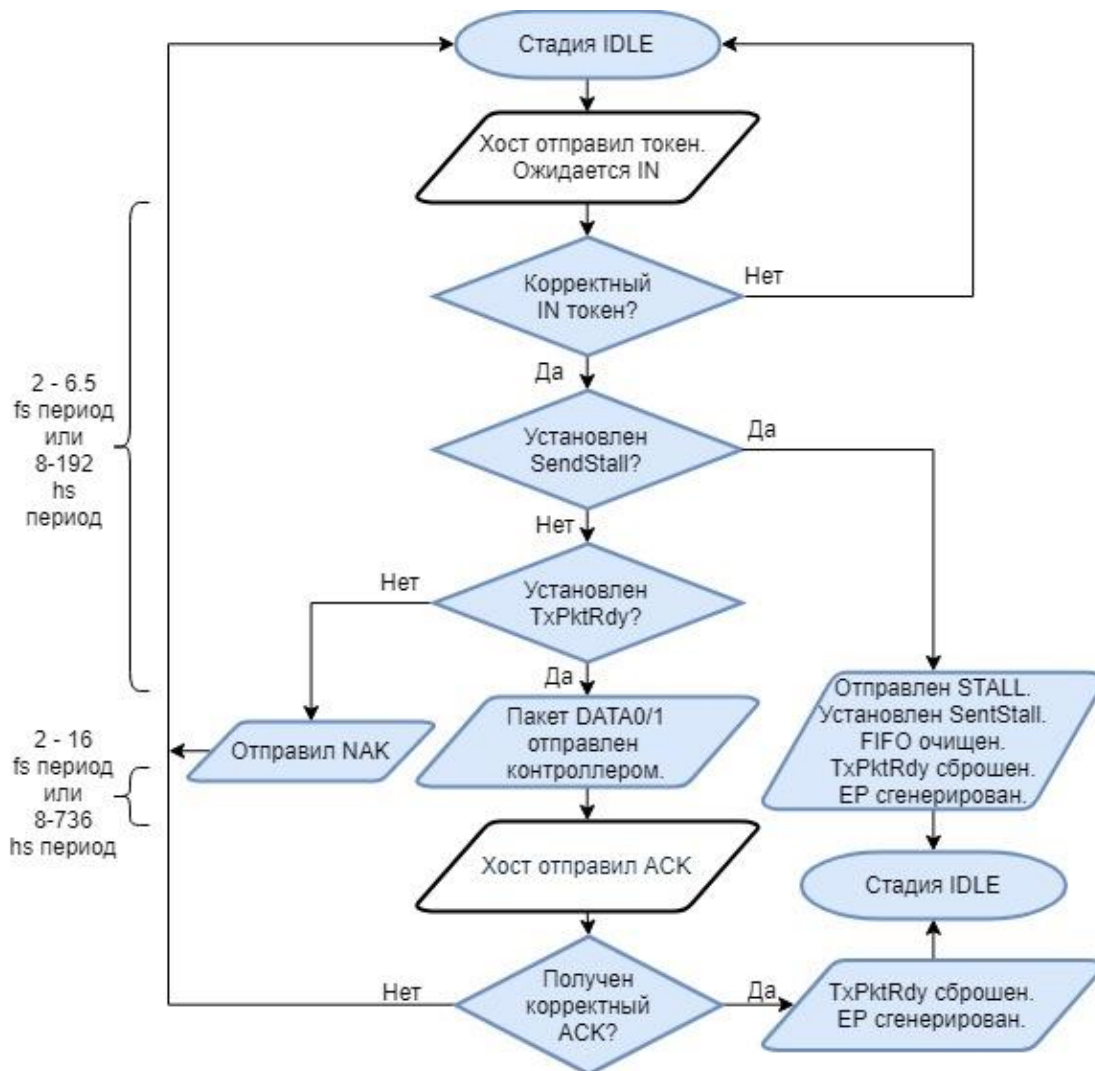 Стадия IDLE
Хост отправил токен.
Ожидается IN
Корректный
IN токен?
Нет
Да
2 - 6.5
fs период
или
8-192
hs
период
Установлен
SendStall?
Да
Нет
Установлен
TxPktRdy?
Нет
Да
Отправил NAK
Пакет DATA0/1
отправлен
контроллером.
Отправлен STALL.
Установлен SentStall.
FIFO очищен.
TxPktRdy сброшен.
EP сгенерирован.
2 - 16
fs период
или
8-736
hs период
Хост отправил ACK
Стадия IDLE
Получен
корректный
ACK?
Нет
Да
TxPktRdy сброшен.
EP сгенерирован.